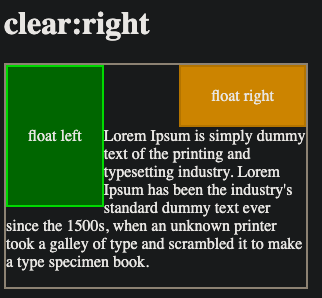 clear:right
float left
float right
Lorem Ipsum is simply dummy
text of the printing and
typesetting industry. Lorem
Ipsum has been the industry's
standard dummy text ever
since the 1500s, when an unknown printer
took a galley of type and scrambled it to make
a type specimen book.